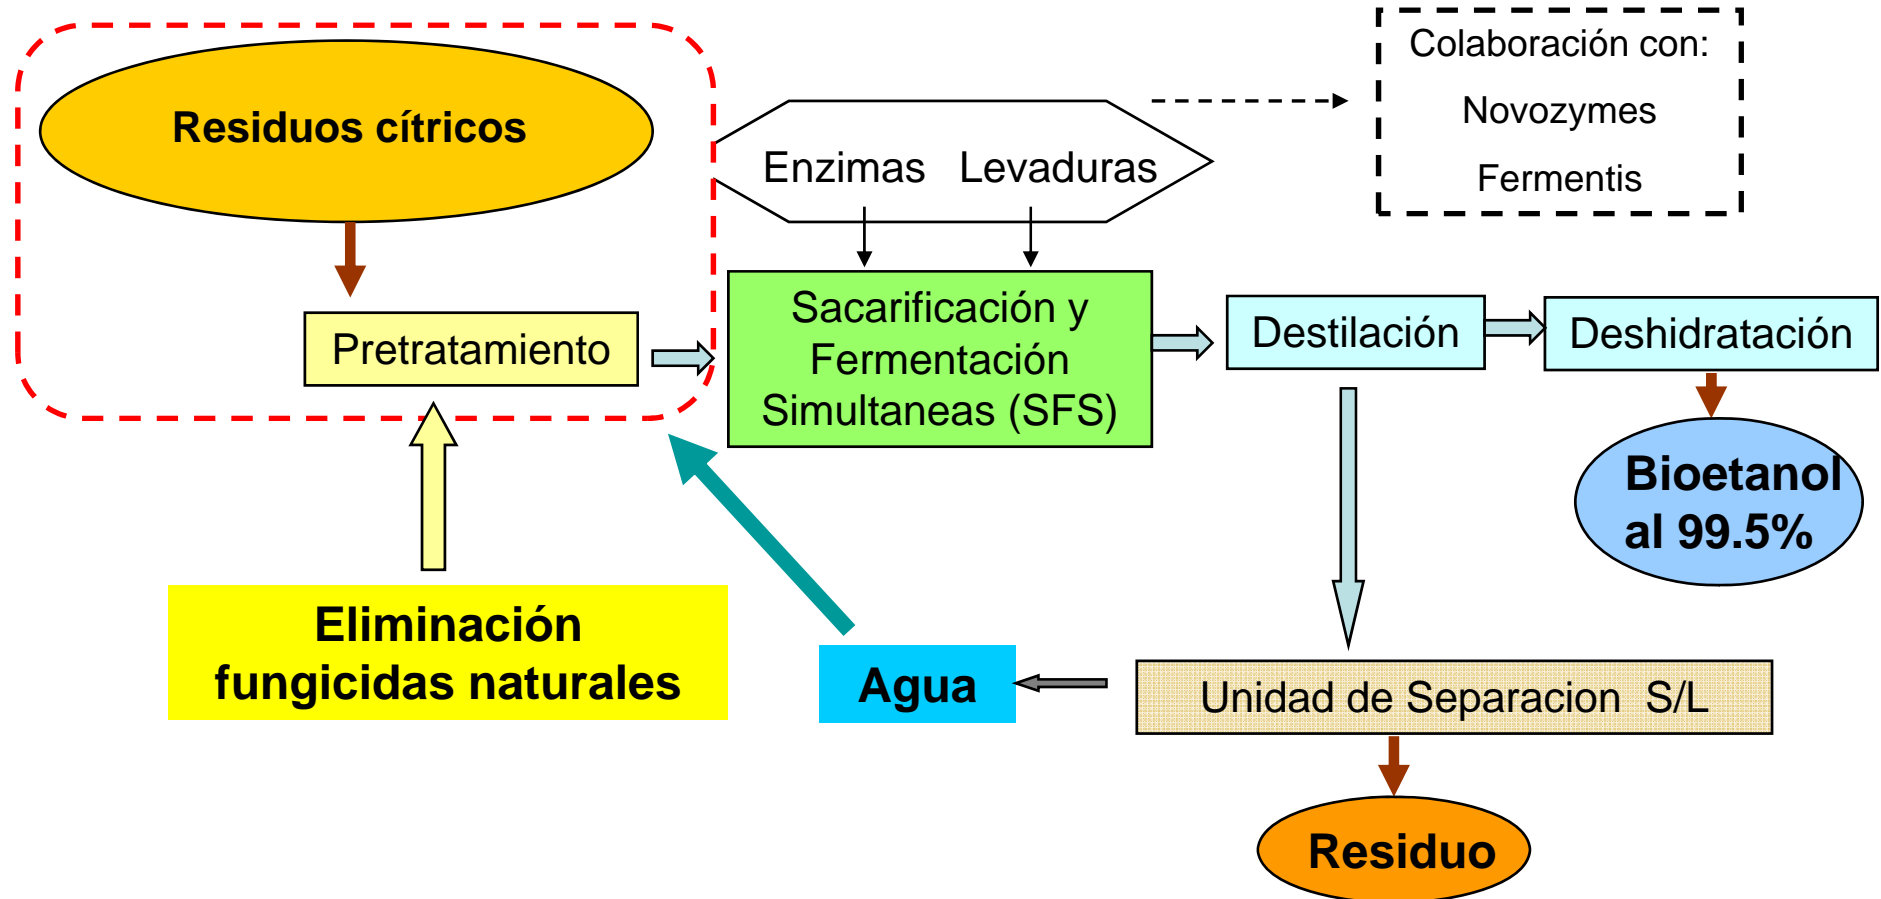 Colaboración con:
Novozymes
Fermentis
Residuos cítricos
Enzimas Levaduras
Pretratamiento
Sacarificación y
Fermentación
Simultaneas (SFS)
Destilación
Deshidratación
Bioetanol
al 99.5%
Eliminación
fungicidas naturales
Agua
Unidad de Separacion S/L
Residuo